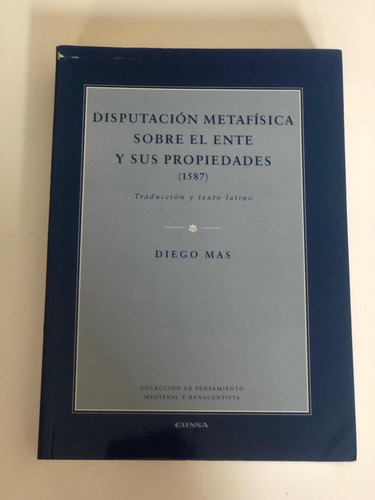 DISPUTACIÓN METAFÍSICA
SOBRE EL ENTE
Y SUS PROPIEDADES
(1587)
Traducción y texto latino
DIEGO MAS
COLECCIÓN DE PENSAMIENTO
MEDIEVAL Y RENACENTISTA
EUNSA